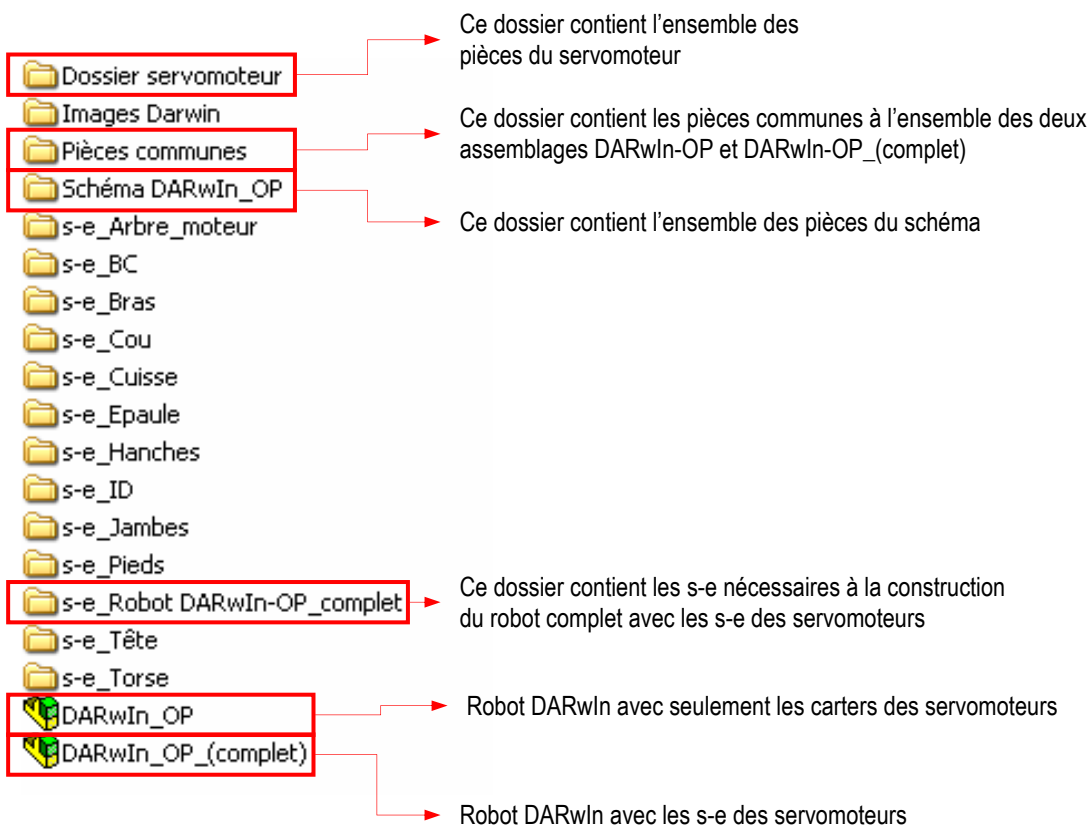 Ce dossier contient l'ensemble des
pièces du servomoteur
Dossier servomoteur
Images Darwin
Ce dossier contient les pièces communes à l'ensemble des deux
assemblages DARwIn-OP et DARwIn-OP_(complet)
Pièces communes
Schéma DARwIn_OP
Ce dossier contient l'ensemble des pièces du schéma
s-e_Arbre_moteur
s-e_BC
s-e_Bras
s-e_Cou
s-e_Cuisse
s-e_Epaule
s-e_Hanches
s-e_ID
s-e_Jambes
s-e_Pieds
s-e_Robot DARwIn-OP_complet
Ce dossier contient les s-e nécessaires à la construction
du robot complet avec les s-e des servomoteurs
s-e_Tête
s-e_Torse
DARwIn_OP
Robot DARwIn avec seulement les carters des servomoteurs
DARwIn_OP_(complet)
Robot DARwIn avec les s-e des servomoteurs